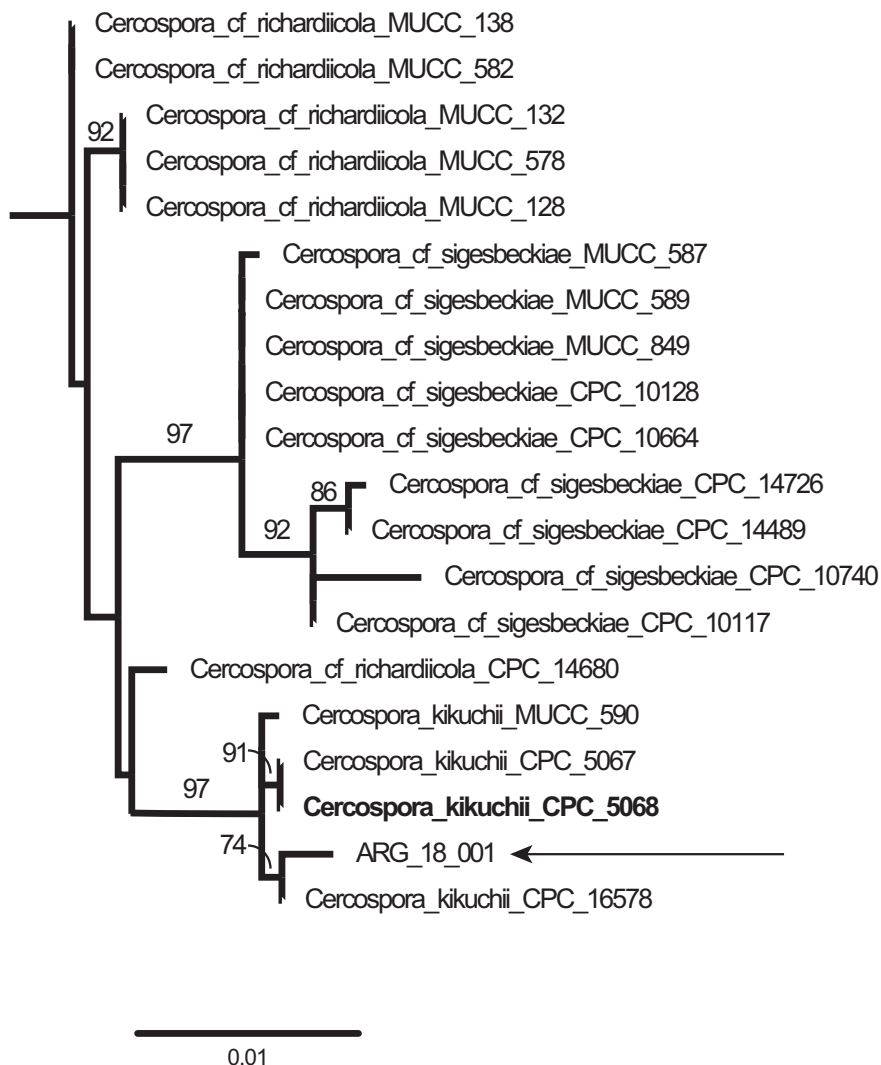 Cercospora_cf_richardiicola_MUCC_138
Cercospora_cf_richardiicola_MUCC_582
Cercospora_cf_richardiicola_MUCC_132
92
Cercospora_cf_richardiicola_MUCC_578
Cercospora_cf_richardiicola_MUCC_128
Cercospora_cf_sigesbeckiae_MUCC_587
Cercospora_cf_sigesbeckiae_MUCC_589
Cercospora_cf_sigesbeckiae_MUCC_849
Cercospora_cf_sigesbeckiae_CPC_10128
97
Cercospora_cf_sigesbeckiae_CPC_10664
86
Cercospora_cf_sigesbeckiae_CPC_14726
92
Cercospora_cf_sigesbeckiae_CPC_14489
Cercospora_cf_sigesbeckiae_CPC_10740
Cercospora_cf_sigesbeckiae_CPC_10117
Cercospora_cf_richardiicola_CPC_14680
Cercospora_kikuchii_MUCC_590
91
Cercospora_kikuchii_CPC_5067
97
Cercospora_kikuchii_CPC_5068
74
ARG_18_001
Cercospora_kikuchii_CPC_16578
0.01